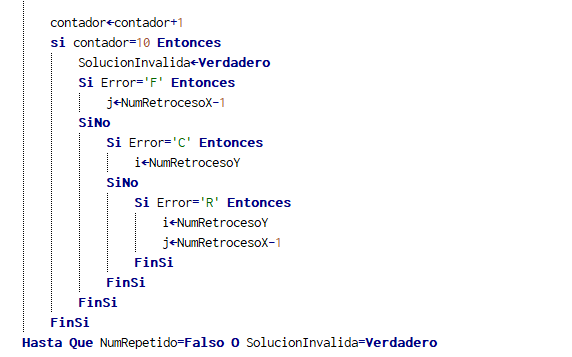 contador←contador+1
si contador=10 Entonces
SolucionInvalida←Verdadero
Si Error='F' Entonces
j←NumRetrocesoX-1
SiNo
Si Error='C' Entonces
i←NumRetrocesoY
SiNo
Si Error='R' Entonces
i←NumRetrocesoY
j←NumRetrocesoX-1
FinSi
FinSi
FinSi
FinSi
Hasta Que NumRepetido=Falso O SolucionInvalida=Verdadero